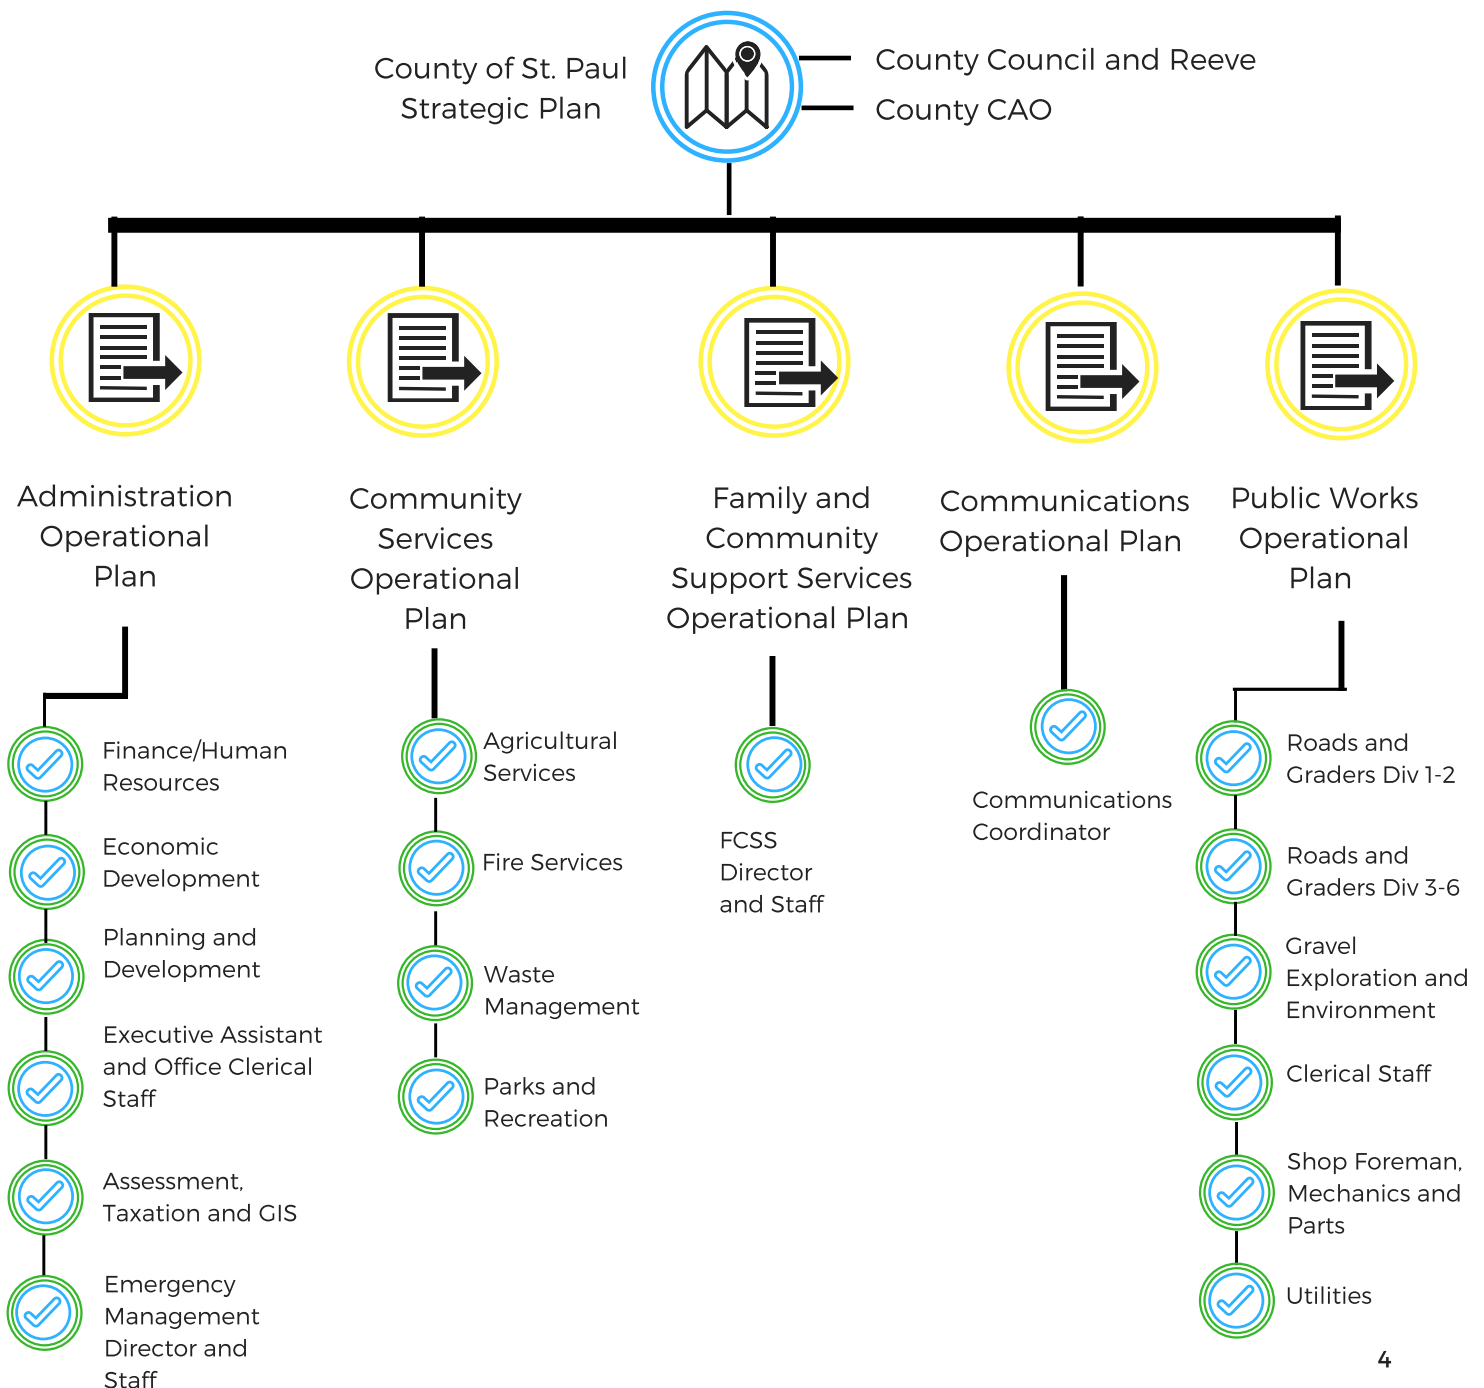 County of St. Paul
Strategic Plan
County Council and Reeve
County CAO
Administration
Operational
Plan
Finance/Human
Resources
Economic
Development
Planning and
Development
Executive Assistant
and Office Clerical
Staff
Assessment,
Taxation and GIS
Emergency
Management
Director and
Staff
Community
Services
Operational
Plan
Agricultural
Services
Fire Services
Waste
Management
Parks and
Recreation
Family and
Community
Support Services
Operational Plan
FCSS
Director
and Staff
Communications
Operational Plan
Communications
Coordinator
Public Works
Operational
Plan
Roads and
Graders Div 1-2
Roads and
Graders Div 3-6
Gravel
Exploration and
Environment
Clerical Staff
Shop Foreman,
Mechanics and
Parts
Utilities
4